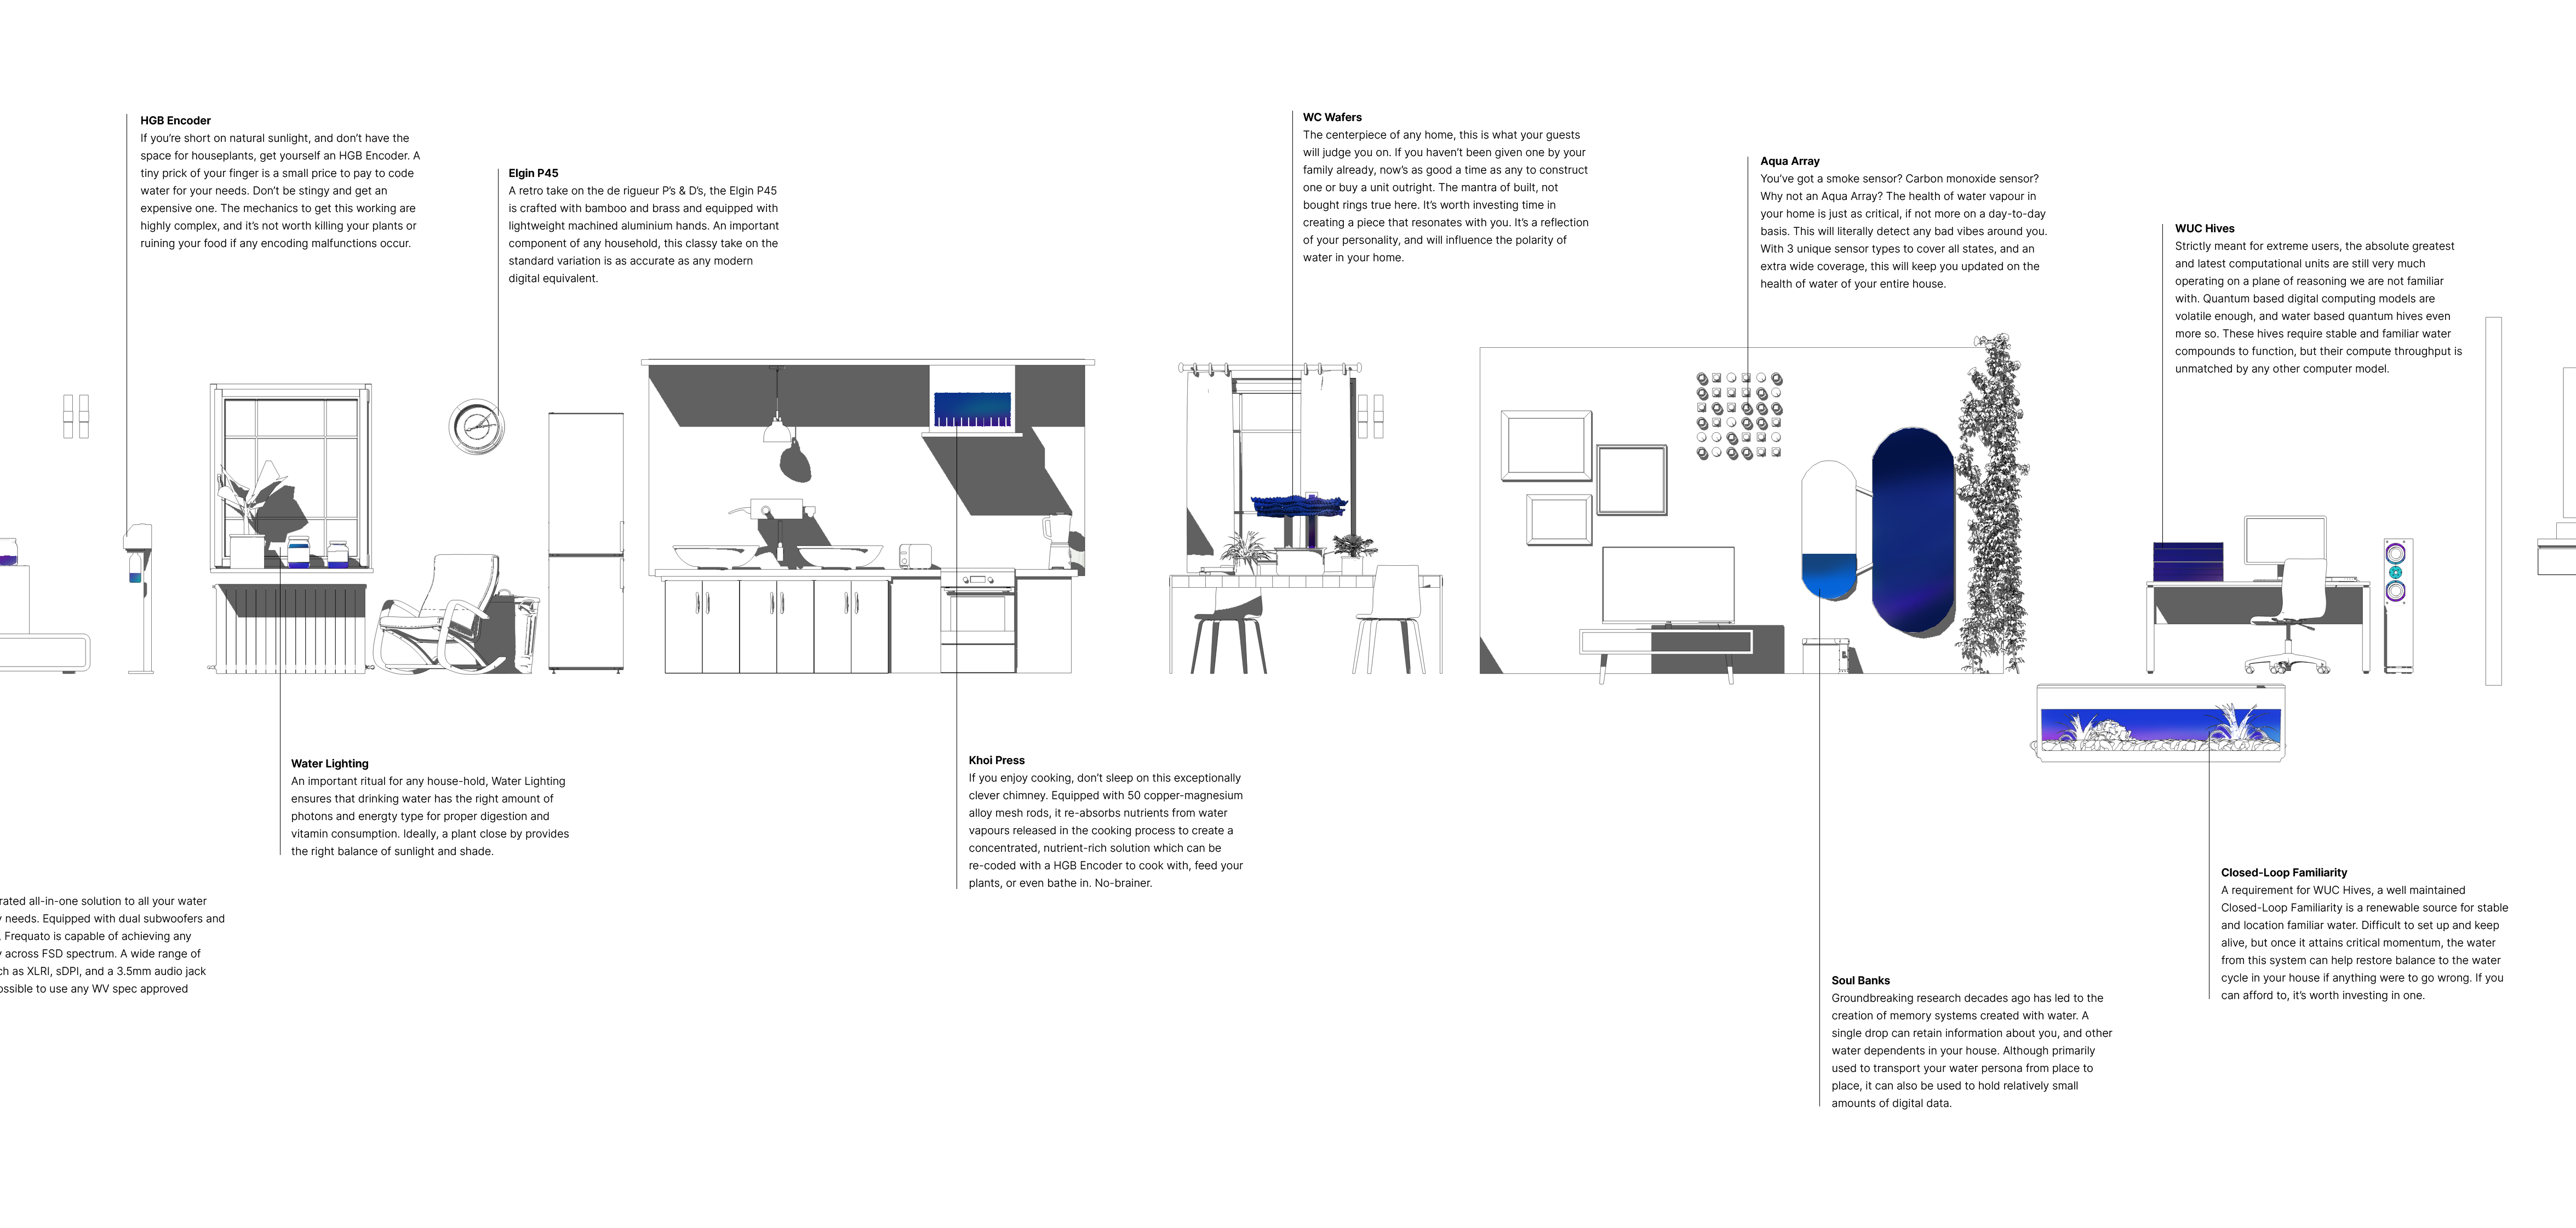 HGB Encoder
If you’re short on natural sunlight, and don’t have the
space for houseplants, get yourself an HGB Encoder. A
tiny prick of your finger is a small price to pay to code
water for your needs. Don’t be stingy and get an
expensive one. The mechanics to get this working are
highly complex, and it’s not worth killing your plants or
ruining your food if any encoding malfunctions occur.
Elgin P45
A retro take on the de rigueur P’s & D’s, the Elgin P45
is crafted with bamboo and brass and equipped with
lightweight machined aluminium hands. An important
component of any household, this classy take on the
standard variation is as accurate as any modern
digital equivalent.
WC Wafers
The centerpiece of any home, this is what your guests
will judge you on. If you haven’t been given one by your
family already, now’s as good a time as any to construct
one or buy a unit outright. The mantra of built, not
bought rings true here. It’s worth investing time in
creating a piece that resonates with you. It’s a reflection
of your personality, and will influence the polarity of
water in your home.
Aqua Array
You’ve got a smoke sensor? Carbon monoxide sensor?
Why not an Aqua Array? The health of water vapour in
your home is just as critical, if not more on a day-to-day
basis. This will literally detect any bad vibes around you.
With 3 unique sensor types to cover all states, and an
extra wide coverage, this will keep you updated on the
health of water of your entire house.
WUC Hives
Strictly meant for extreme users, the absolute greatest
and latest computational units are still very much
operating on a plane of reasoning we are not familiar
with. Quantum based digital computing models are
volatile enough, and water based quantum hives even
more so. These hives require stable and familiar water
compounds to function, but their compute throughput is
unmatched by any other computer model.
Water Lighting
An important ritual for any house-hold, Water Lighting
ensures that drinking water has the right amount of
photons and energty type for proper digestion and
vitamin consumption. Ideally, a plant close by provides
the right balance of sunlight and shade.
Khoi Press
If you enjoy cooking, don’t sleep on this exceptionally
clever chimney. Equipped with 50 copper-magnesium
alloy mesh rods, it re-absorbs nutrients from water
vapours released in the cooking process to create a
concentrated, nutrient-rich solution which can be
re-coded with a HGB Encoder to cook with, feed your
plants, or even bathe in. No-brainer.
rated all-in-one solution to all your water
y needs. Equipped with dual subwoofers and
, Frequato is capable of achieving any
y across FSD spectrum. A wide range of
ch as XLRI, sDPI, and a 3.5mm audio jack
ossible to use any WV spec approved
Closed-Loop Familiarity
A requirement for WUC Hives, a well maintained
Closed-Loop Familiarity is a renewable source for stable
and location familiar water. Difficult to set up and keep
alive, but once it attains critical momentum, the water
from this system can help restore balance to the water
cycle in your house if anything were to go wrong. If you
can afford to, it’s worth investing in one.
Soul Banks
Groundbreaking research decades ago has led to the
creation of memory systems created with water. A
single drop can retain information about you, and other
water dependents in your house. Although primarily
used to transport your water persona from place to
place, it can also be used to hold relatively small
amounts of digital data.